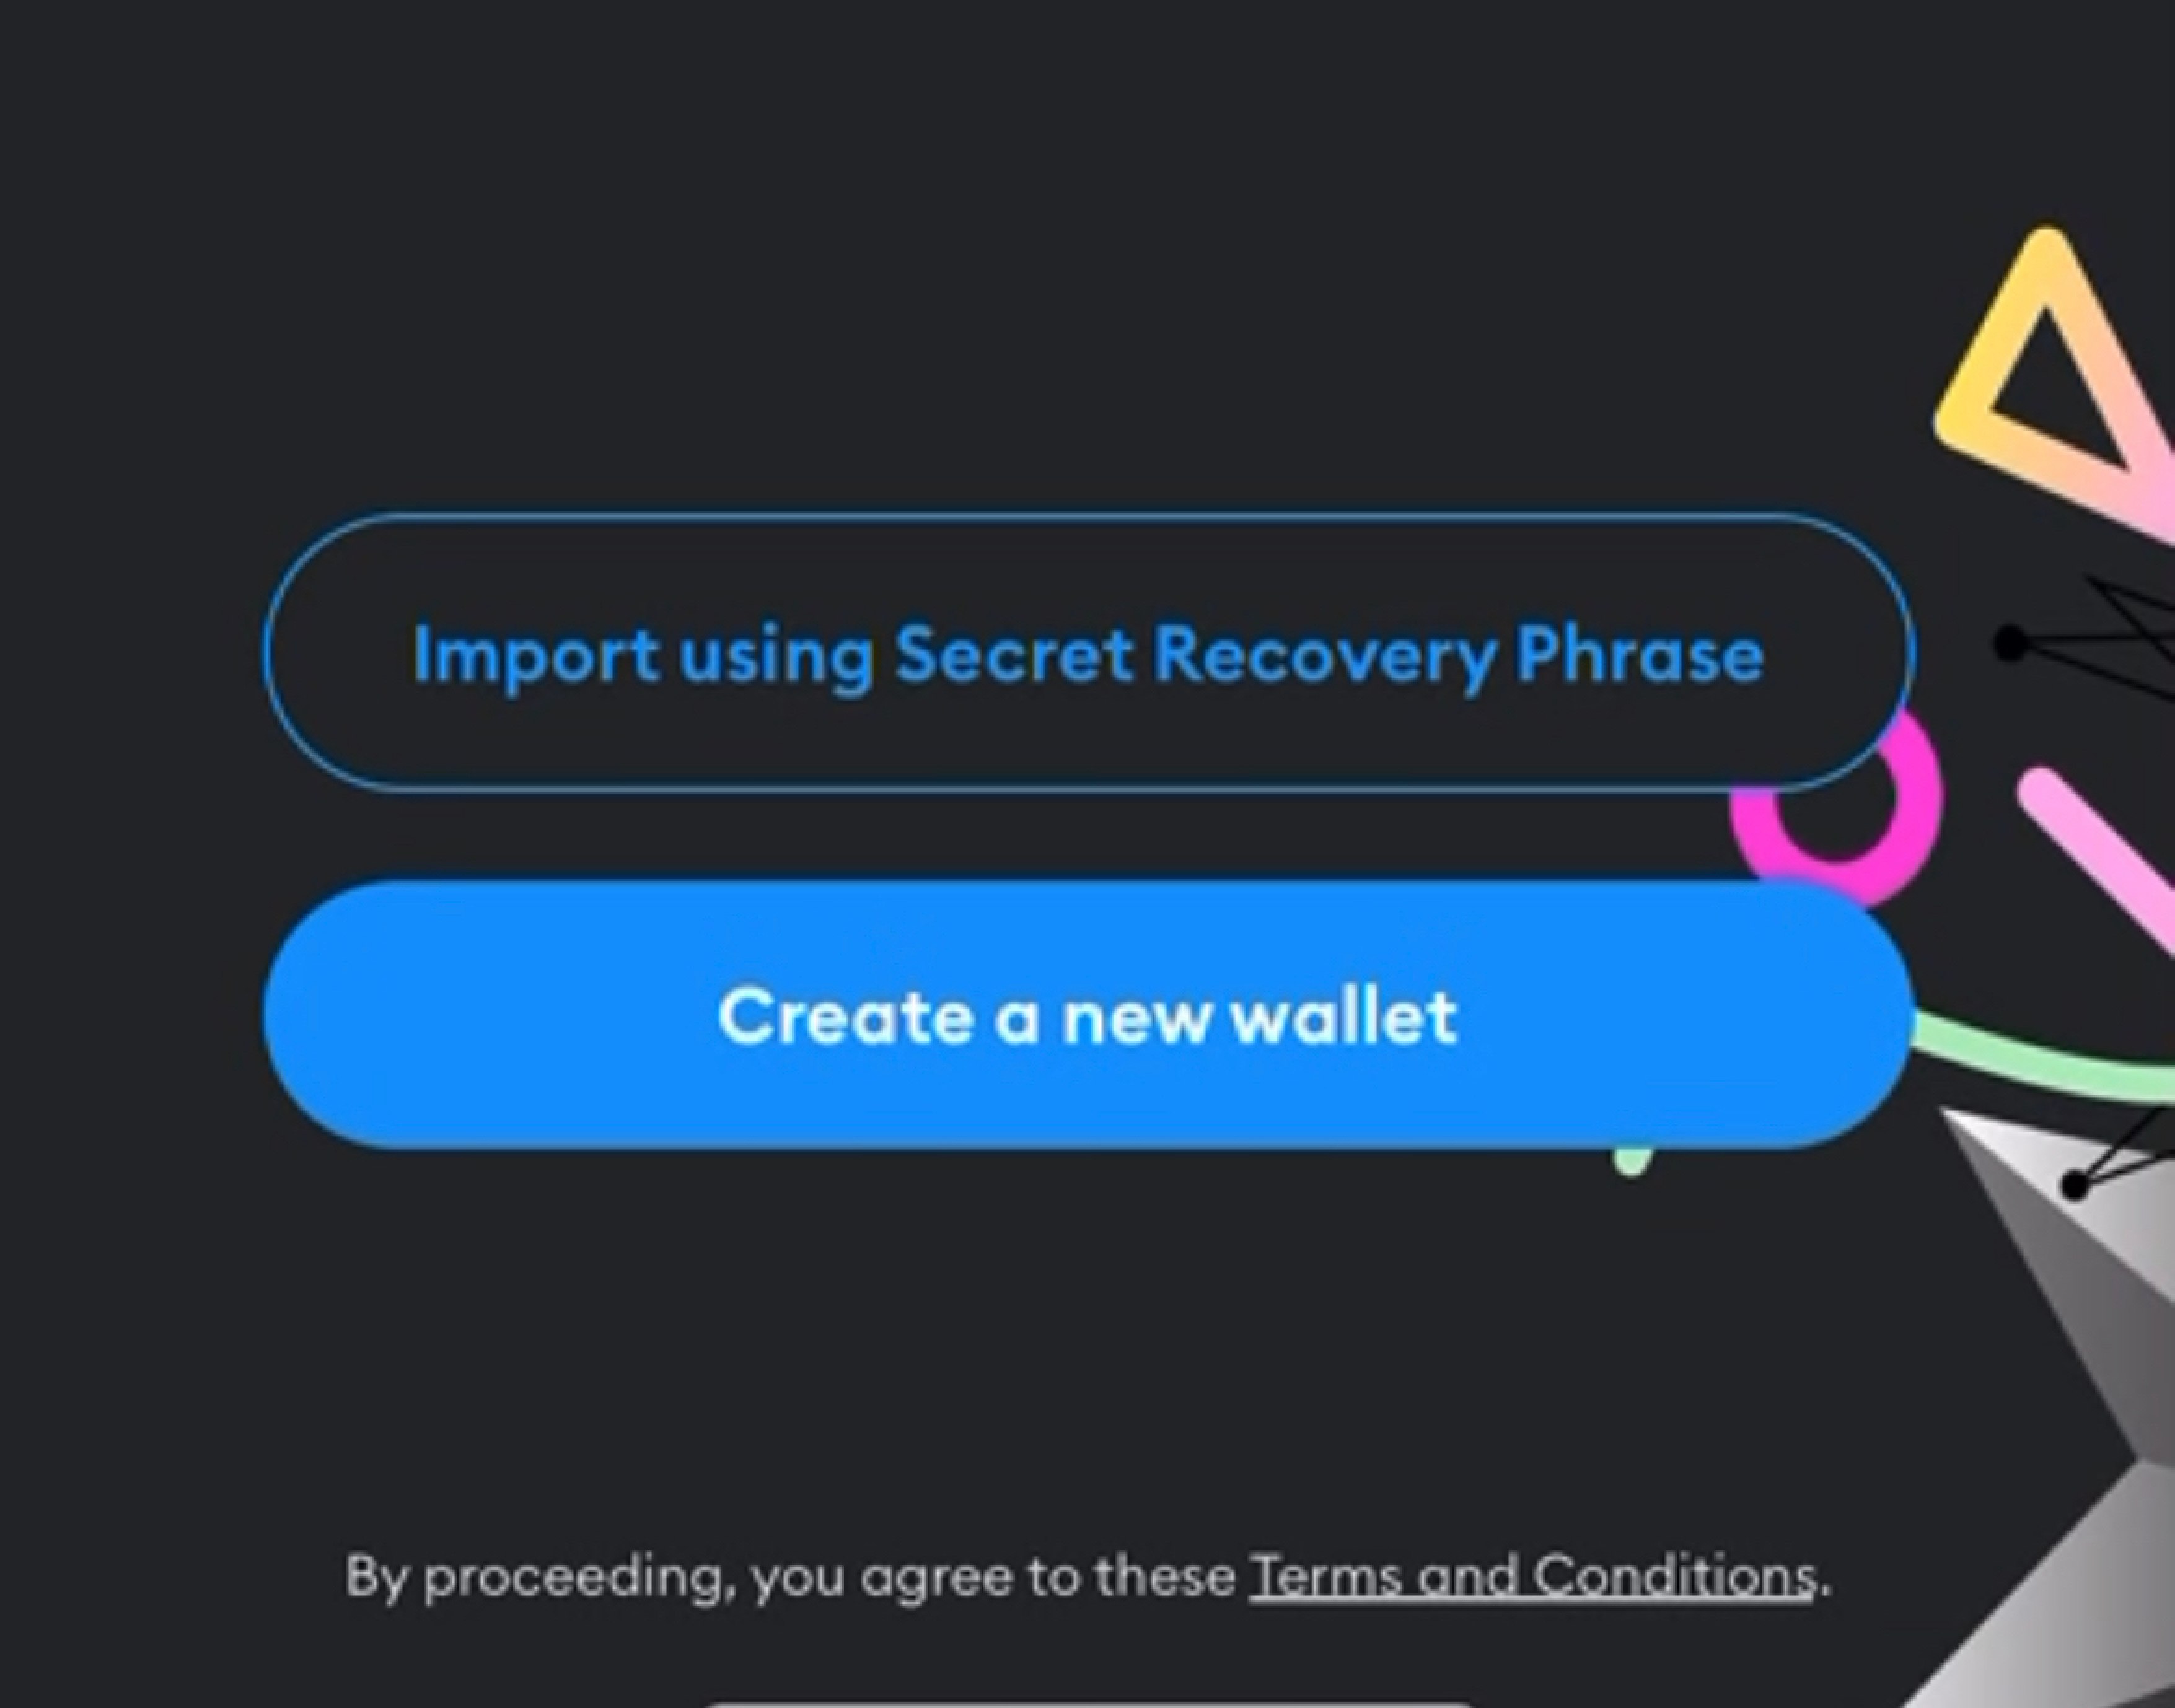 Import using Secret Recovery Phrase
Create a new wallet
By proceeding, you agree to these Terms and Conditions.